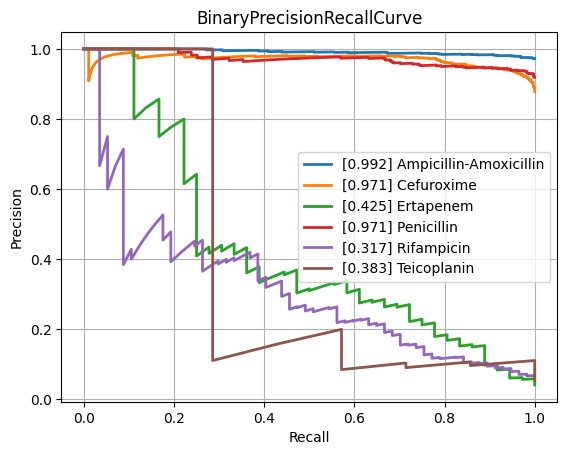 BinaryPrecisionRecallCurve
1.0
0.8
0.6
0.4
0.2
0.0
Precision
[0.992] Ampicillin-Amoxicillin
[0.971] Cefuroxime
[0.425] Ertapenem
[0.971] Penicillin
[0.317] Rifampicin
[0.383] Teicoplanin
0.0 0.2 0.4 0.6 0.8 1.0
Recall